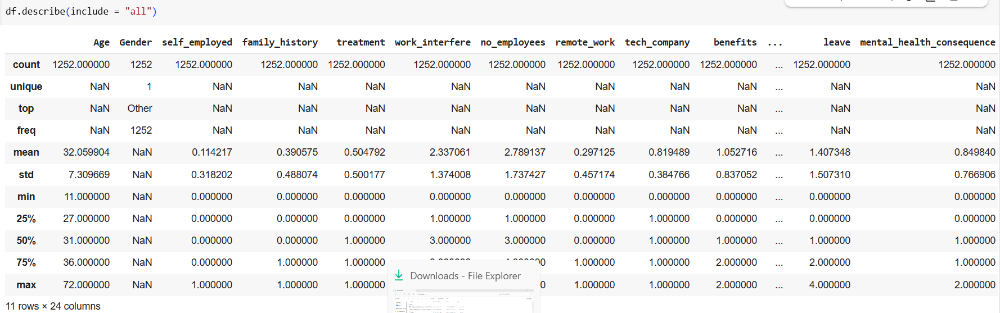 df.describe(include = "all")
Age Gender self_employed family_history treatment work_interfere no_employees remote_work tech_company benefits ... leave mental_health_consequence
count 1252.000000 1252 1252.000000 1252.000000 1252.000000 1252.000000 1252.000000 1252.000000 1252.000000 1252.000000 ... 1252.000000 1252.000000
unique NaN 1 NaN NaN NaN NaN NaN NaN NaN NaN ... NaN NaN
top NaN Other NaN NaN NaN NaN NaN NaN NaN NaN ... NaN NaN
freq NaN 1252 NaN NaN NaN NaN NaN NaN NaN NaN ... NaN NaN
mean 32.059904 NaN 0.114217 0.390575 0.504792 2.337061 2.789137 0.297125 0.819489 1.052716 ... 1.407348 0.849840
std 7.309669 NaN 0.318202 0.488074 0.500177 1.374008 1.737427 0.457174 0.384766 0.837052 ... 1.507310 0.766906
min 11.000000 NaN 0.000000 0.000000 0.000000 0.000000 0.000000 0.000000 0.000000 0.000000 ... 0.000000 0.000000
25% 27.000000 NaN 0.000000 0.000000 0.000000 1.000000 1.000000 0.000000 1.000000 0.000000 ... 0.000000 0.000000
50% 31.000000 NaN 0.000000 0.000000 1.000000 3.000000 3.000000 0.000000 1.000000 1.000000 ... 1.000000 1.000000
75% 36.000000 NaN 0.000000 1.000000 1.000000 1.000000 1.000000 2.000000 ... 2.000000 1.000000
Downloads - File Explorer
max 72.000000 NaN 1.000000 1.000000 1.000000 0 1.000000 1.000000 2.000000 ... 4.000000 2.000000
11 rows × 24 columns